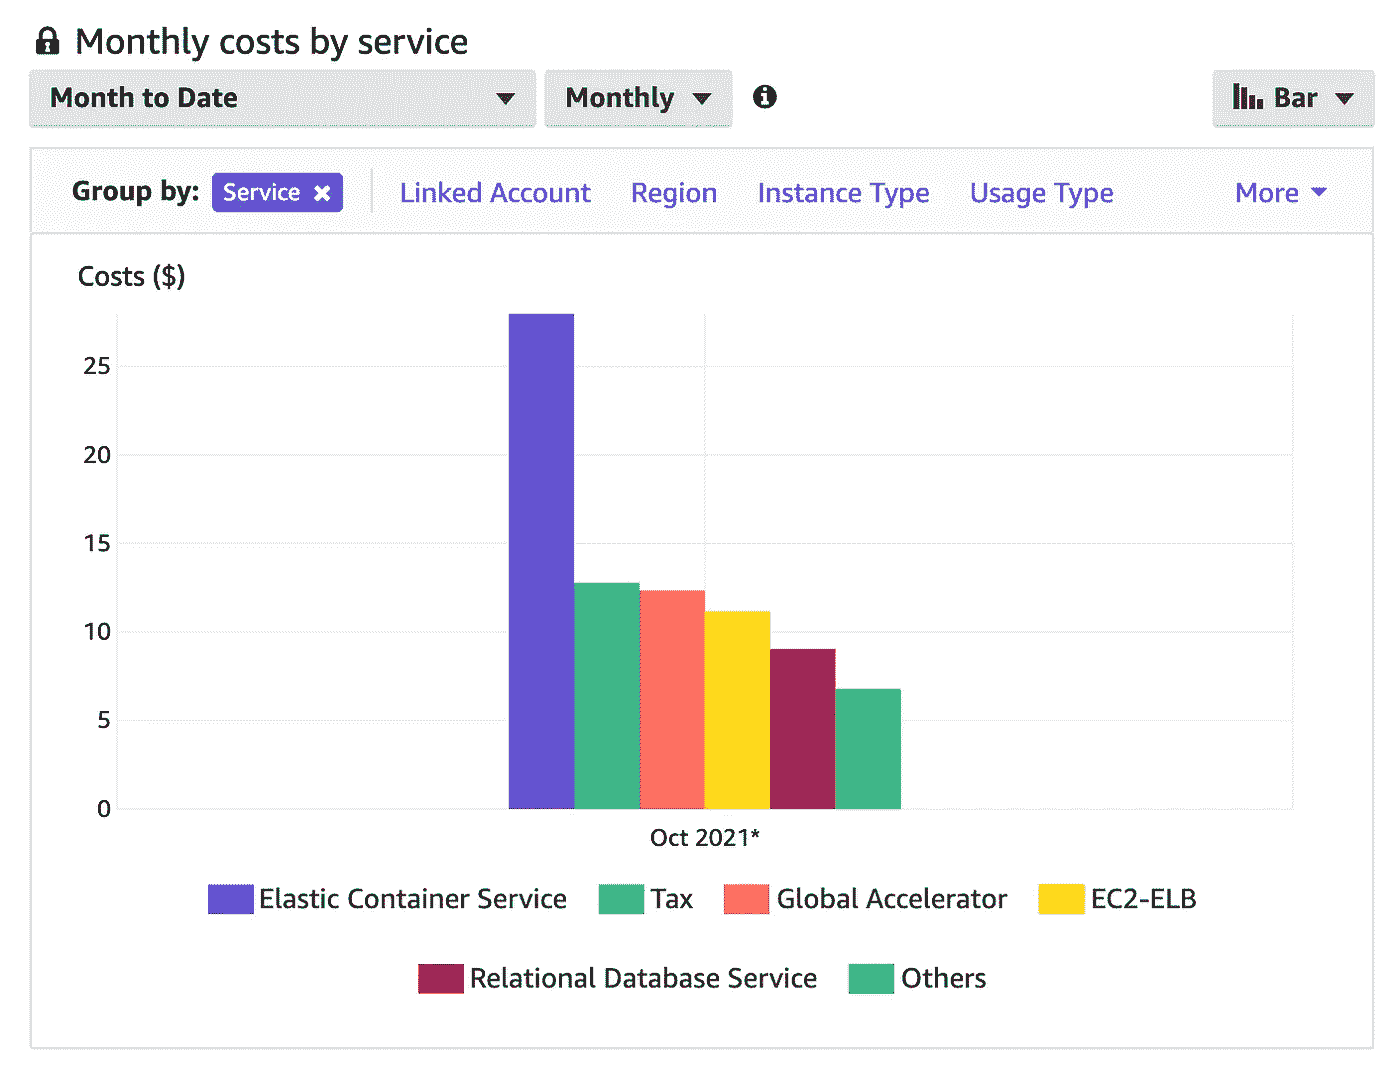 Monthly costs by service
Month to Date Monthly Bar
Group by: Service Linked Account Region Instance Type Usage Type More
Costs ($)
25
20
15
10
5
0
Oct 2021*
Elastic Container Service Tax Global Accelerator EC2-ELB
Relational Database Service Others